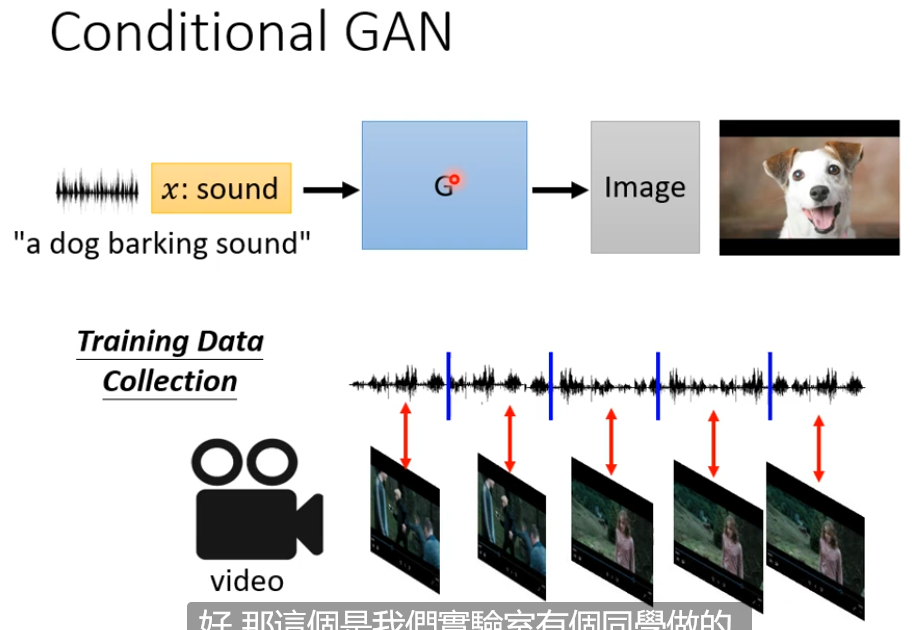 Conditional GAN
x: sound
G
Image
"a dog barking sound"
Training Data
Collection
video
好 那這個是我們實驗室有個同學做的